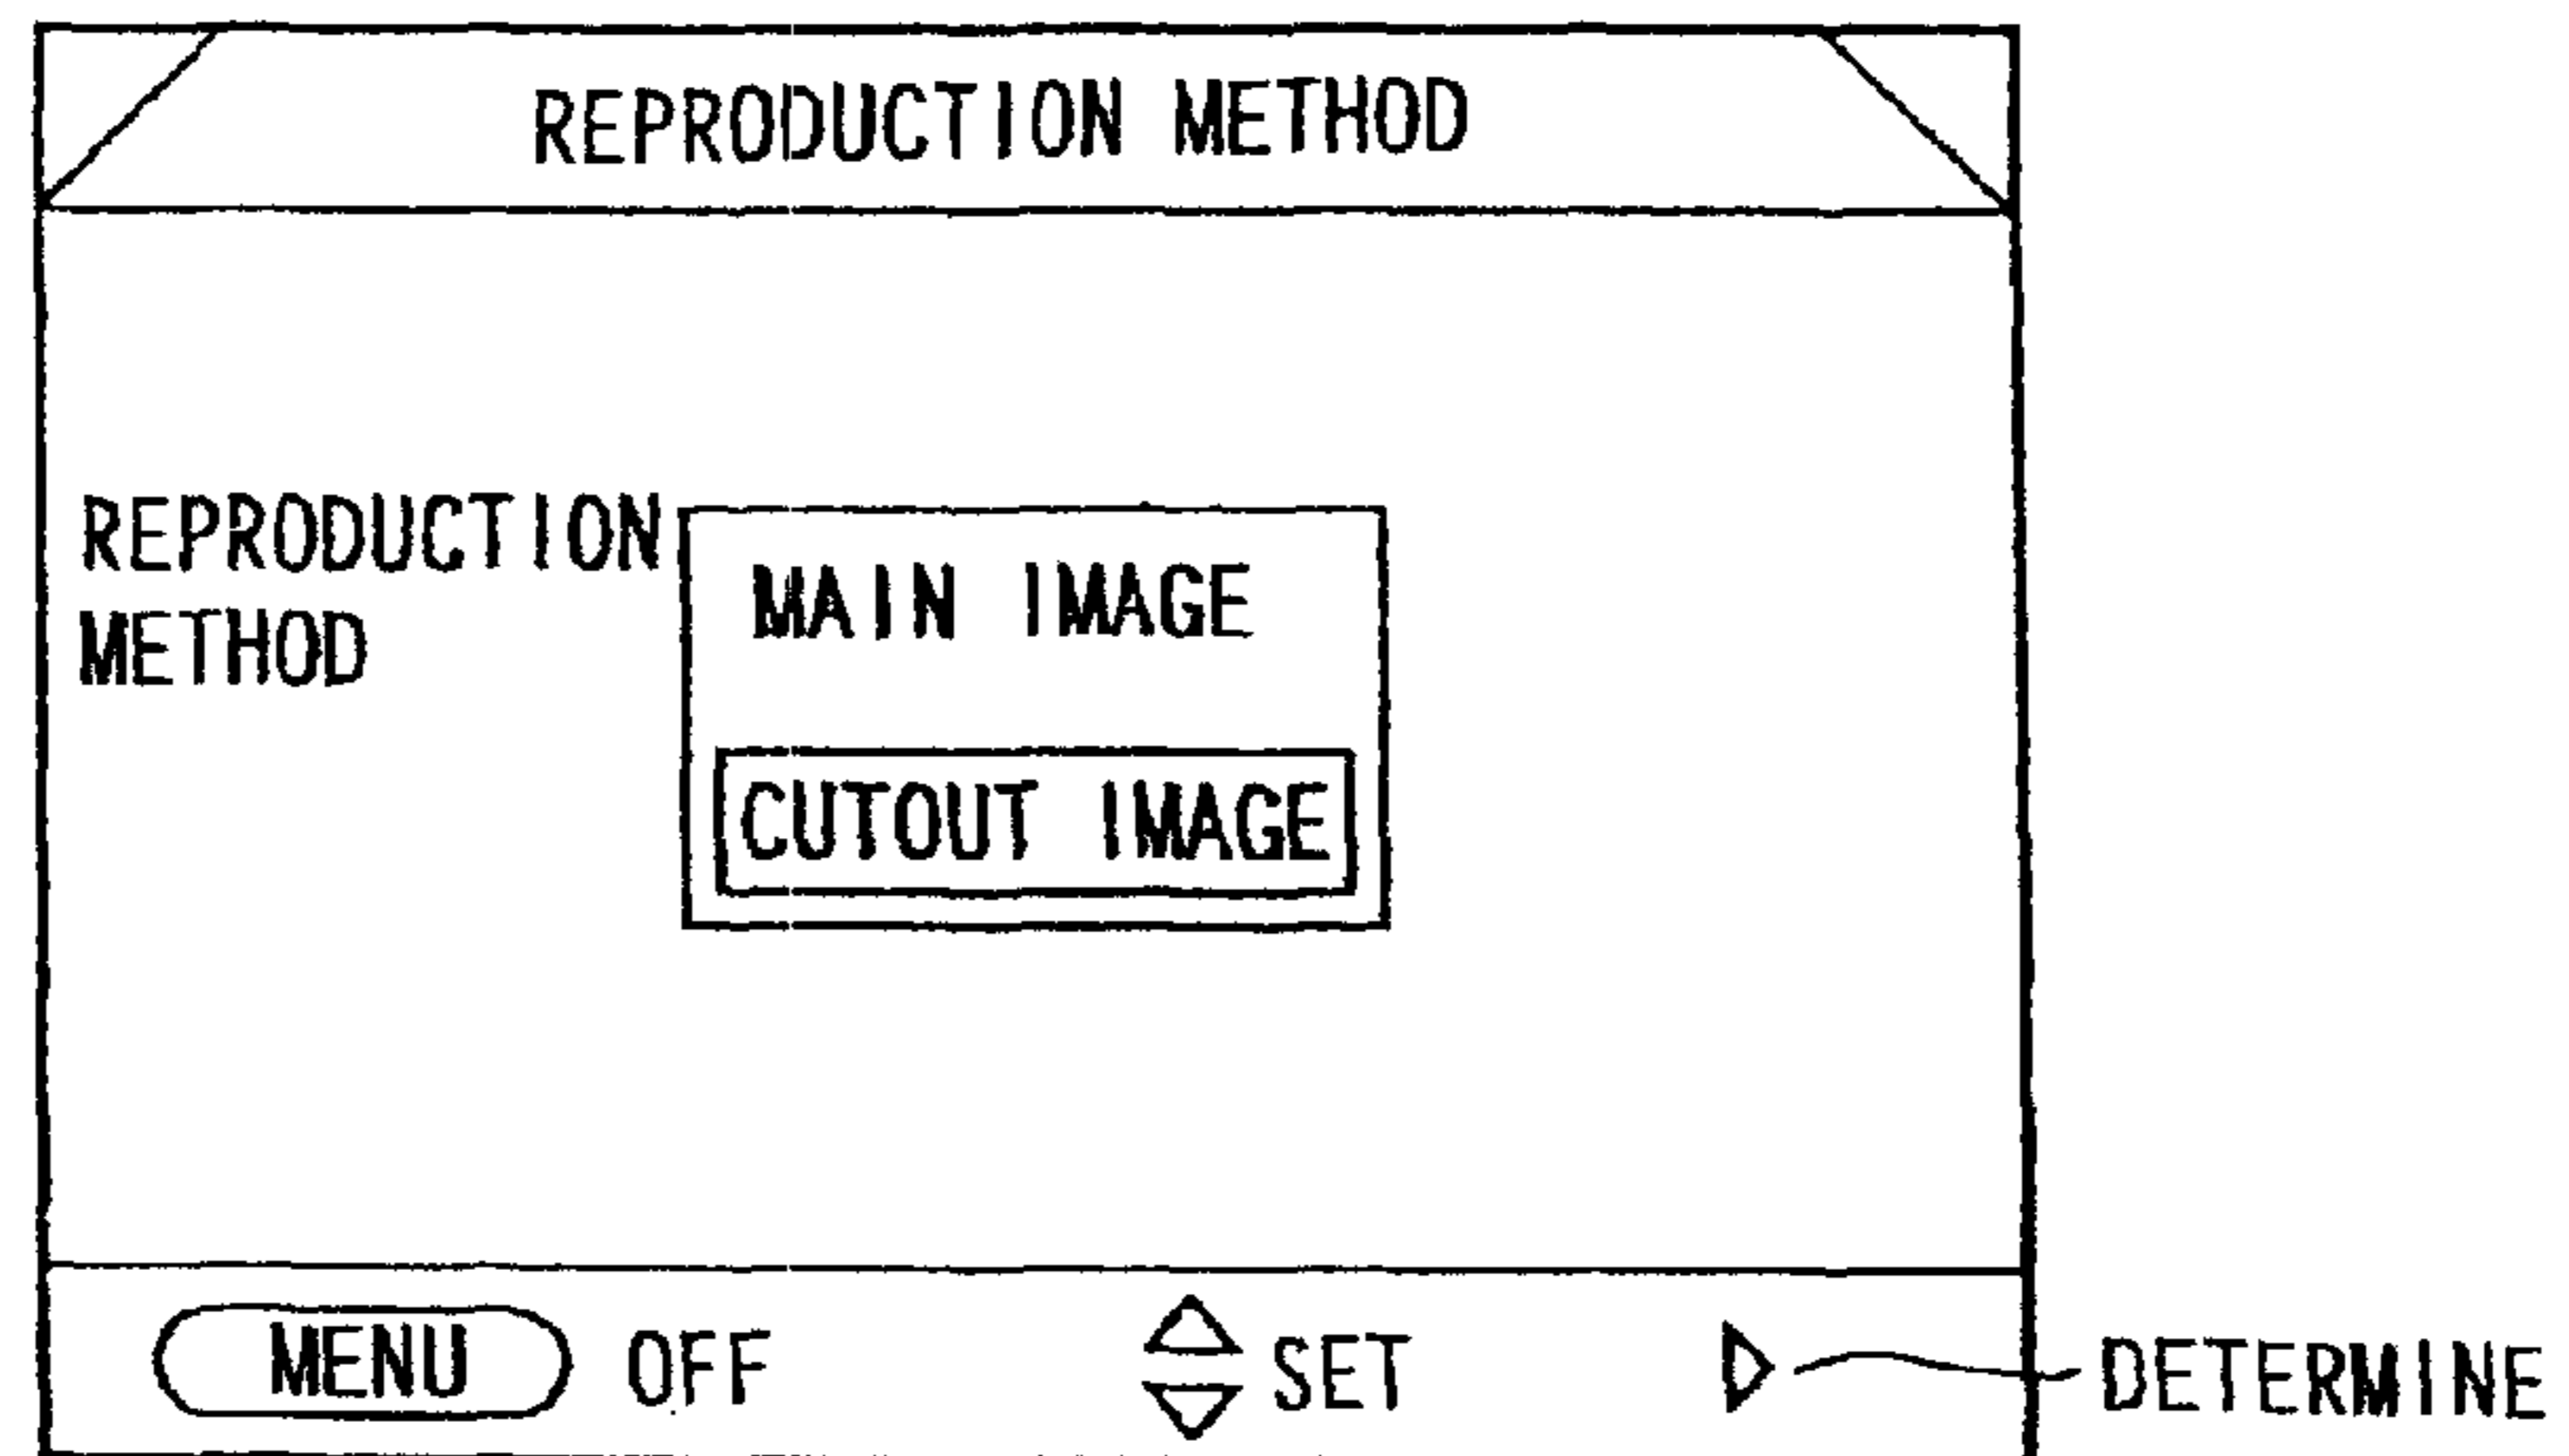 REPRODUCTION METHOD
REPRODUCTION
METHOD
MAIN IMAGE
CUTOUT IMAGE
MENU OFF SET DETERMINE